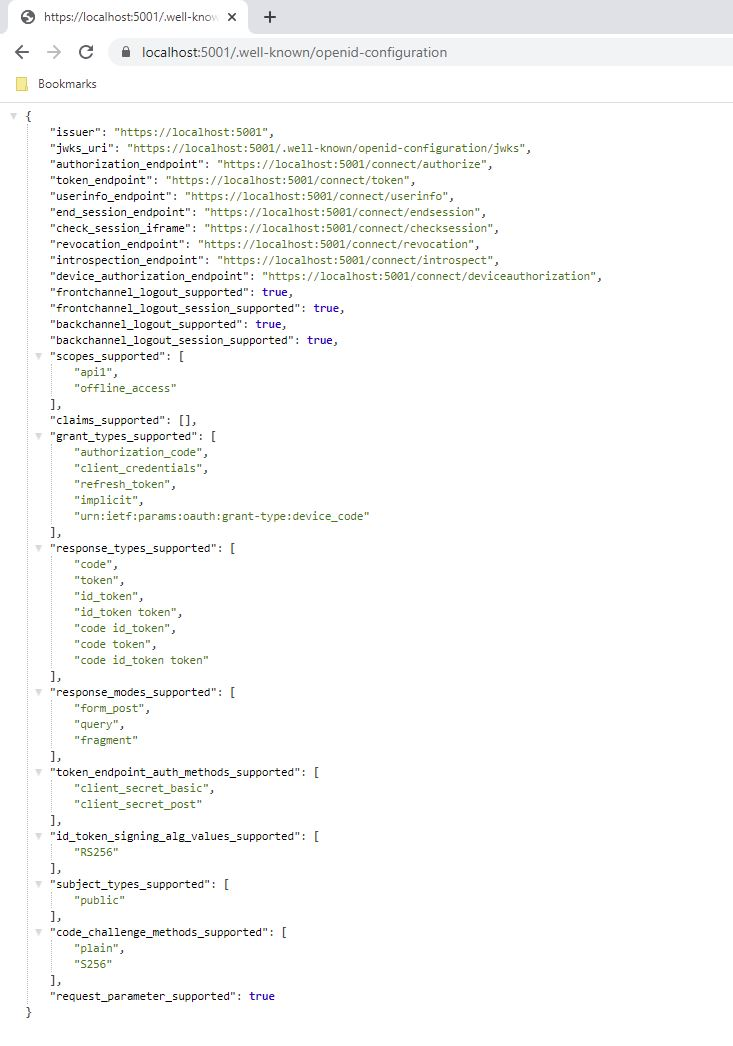 https://localhost:5001/.well-know
localhost:5001/.well-known/openid-configuration
Bookmarks
{
"issuer": "https://localhost:5001",
"jwks_uri": "https://localhost:5001/.well-known/openid-configuration/jwks",
"authorization_endpoint": "https://localhost:5001/connect/authorize",
"token_endpoint": "https://localhost:5001/connect/token",
"userinfo_endpoint": "https://localhost:5001/connect/userinfo",
"end_session_endpoint": "https://localhost:5001/connect/endsession",
"check_session_iframe": "https://localhost:5001/connect/checksession",
"revocation_endpoint": "https://localhost:5001/connect/revocation",
"introspection_endpoint": "https://localhost:5001/connect/introspect",
"device_authorization_endpoint": "https://localhost:5001/connect/deviceauthorization",
"frontchannel_logout_supported": true,
"frontchannel_logout_session_supported": true,
"backchannel_logout_supported": true,
"backchannel_logout_session_supported": true,
"scopes_supported": [
"api1",
"offline_access"
],
"claims_supported": [],
"grant_types_supported": [
"authorization_code",
"client_credentials",
"refresh_token",
"implicit",
"urn:ietf:params:oauth:grant-type:device_code"
],
"response_types_supported": [
"code",
"token",
"id_token",
"id_token token",
"code id_token",
"code token",
"code id_token token"
],
"response_modes_supported": [
"form_post",
"query",
"fragment"
],
"token_endpoint_auth_methods_supported": [
"client_secret_basic",
"client_secret_post"
],
"id_token_signing_alg_values_supported": [
"RS256"
],
"subject_types_supported": [
"public"
],
"code_challenge_methods_supported": [
"plain",
"S256"
],
"request_parameter_supported": true
}